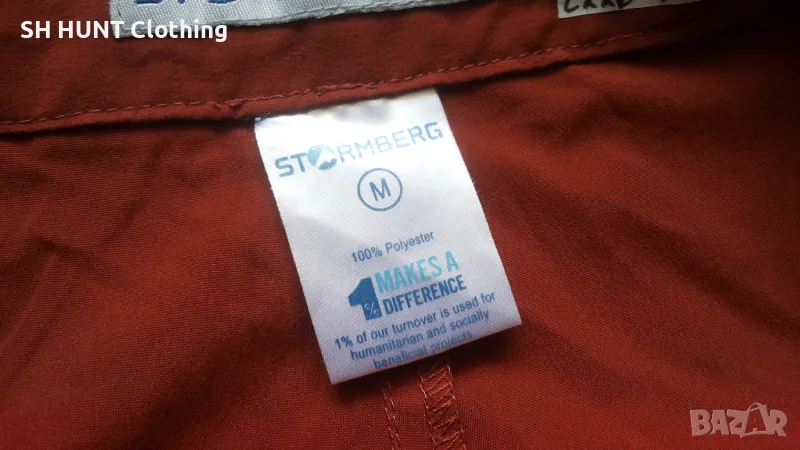 SH HUNT Clothing
STORMBERG
M
100% Polyester
1% MAKES A
DIFFERENCE
1% of our turnover is used for
humanitarian and socially
beneficial projects
BAZAR